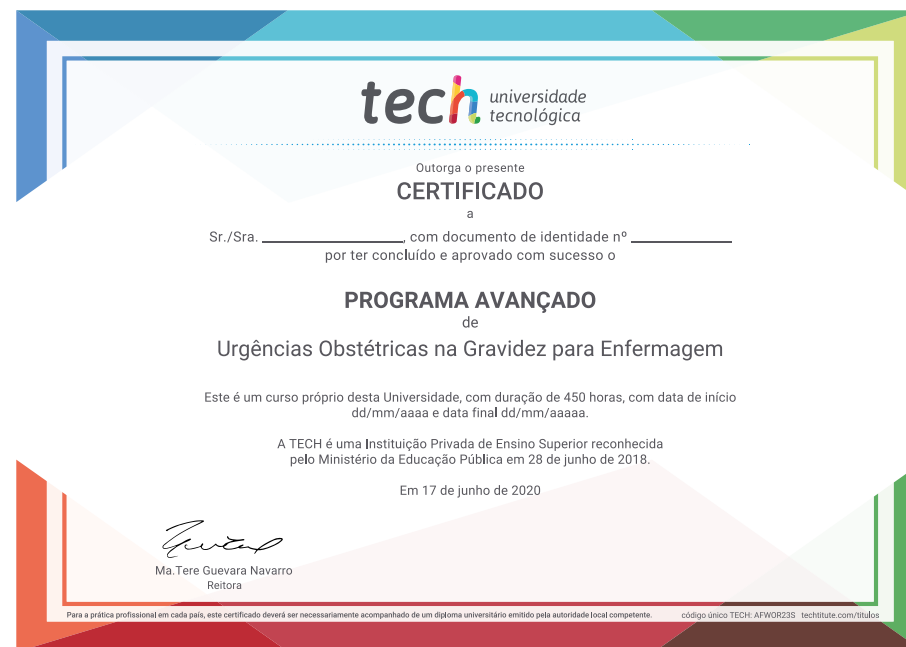 tech universidade
tecnológica
Outorga o presente
CERTIFICADO
a
Sr./Sra. ____________________, com documento de identidade nº ______________
por ter concluído e aprovado com sucesso o
PROGRAMA AVANÇADO
de
Urgências Obstétricas na Gravidez para Enfermagem
Este é um curso próprio desta Universidade, com duração de 450 horas, com data de início
dd/mm/aaaa e data final dd/mm/aaaaa.
A TECH é uma Instituição Privada de Ensino Superior reconhecida
pelo Ministério da Educação Pública em 28 de junho de 2018.
Em 17 de junho de 2020
Ma.Tere Guevara Navarro
Reitora
Para a prática profissional em cada país, este certificado deverá ser necessariamente acompanhado de um diploma universitário emitido pela autoridade local competente. código único TECH: AFWOR23S techtitute.com/titulos